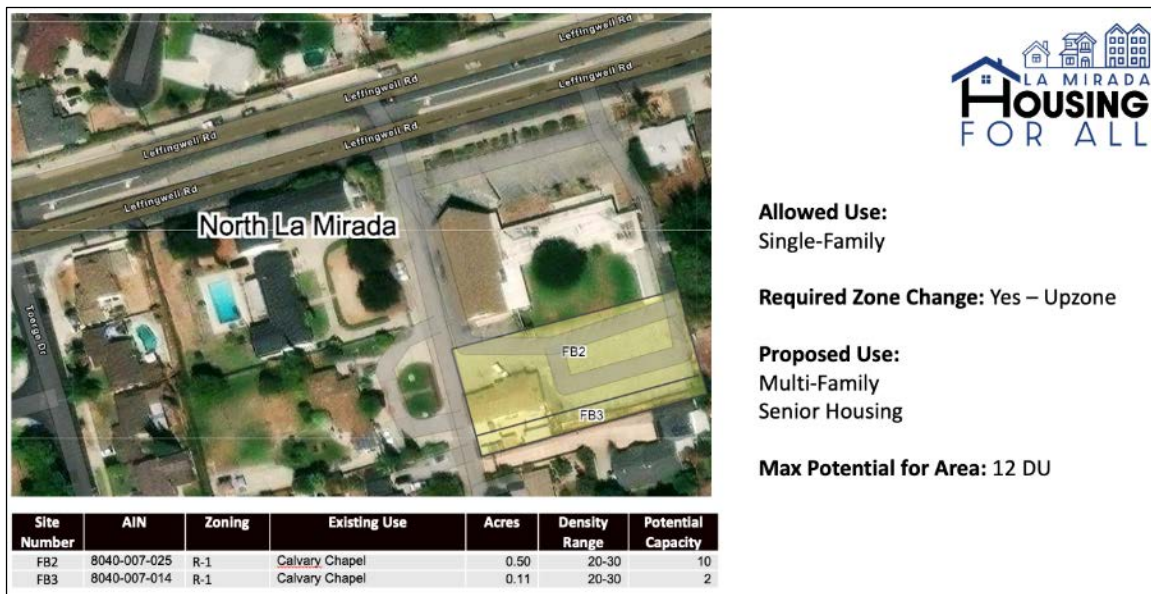 Leffingwell Rd
Leffingwell Rd
Leffingwell Rd
Leffingwell Rd
Leffingwell Rd
Leffingwell Rd
North La Mirada
Toerge Dr
FB2
FB3
LA MIRADA
HOUSING
FOR ALL
Allowed Use:
Single-Family
Required Zone Change: Yes – Upzone
Proposed Use:
Multi-Family
Senior Housing
Max Potential for Area: 12 DU
Site Number AIN Zoning Existing Use Acres Density Range Potential Capacity
FB2 8040-007-025 R-1 Calvary Chapel 0.50 20-30 10
FB3 8040-007-014 R-1 Calvary Chapel 0.11 20-30 2